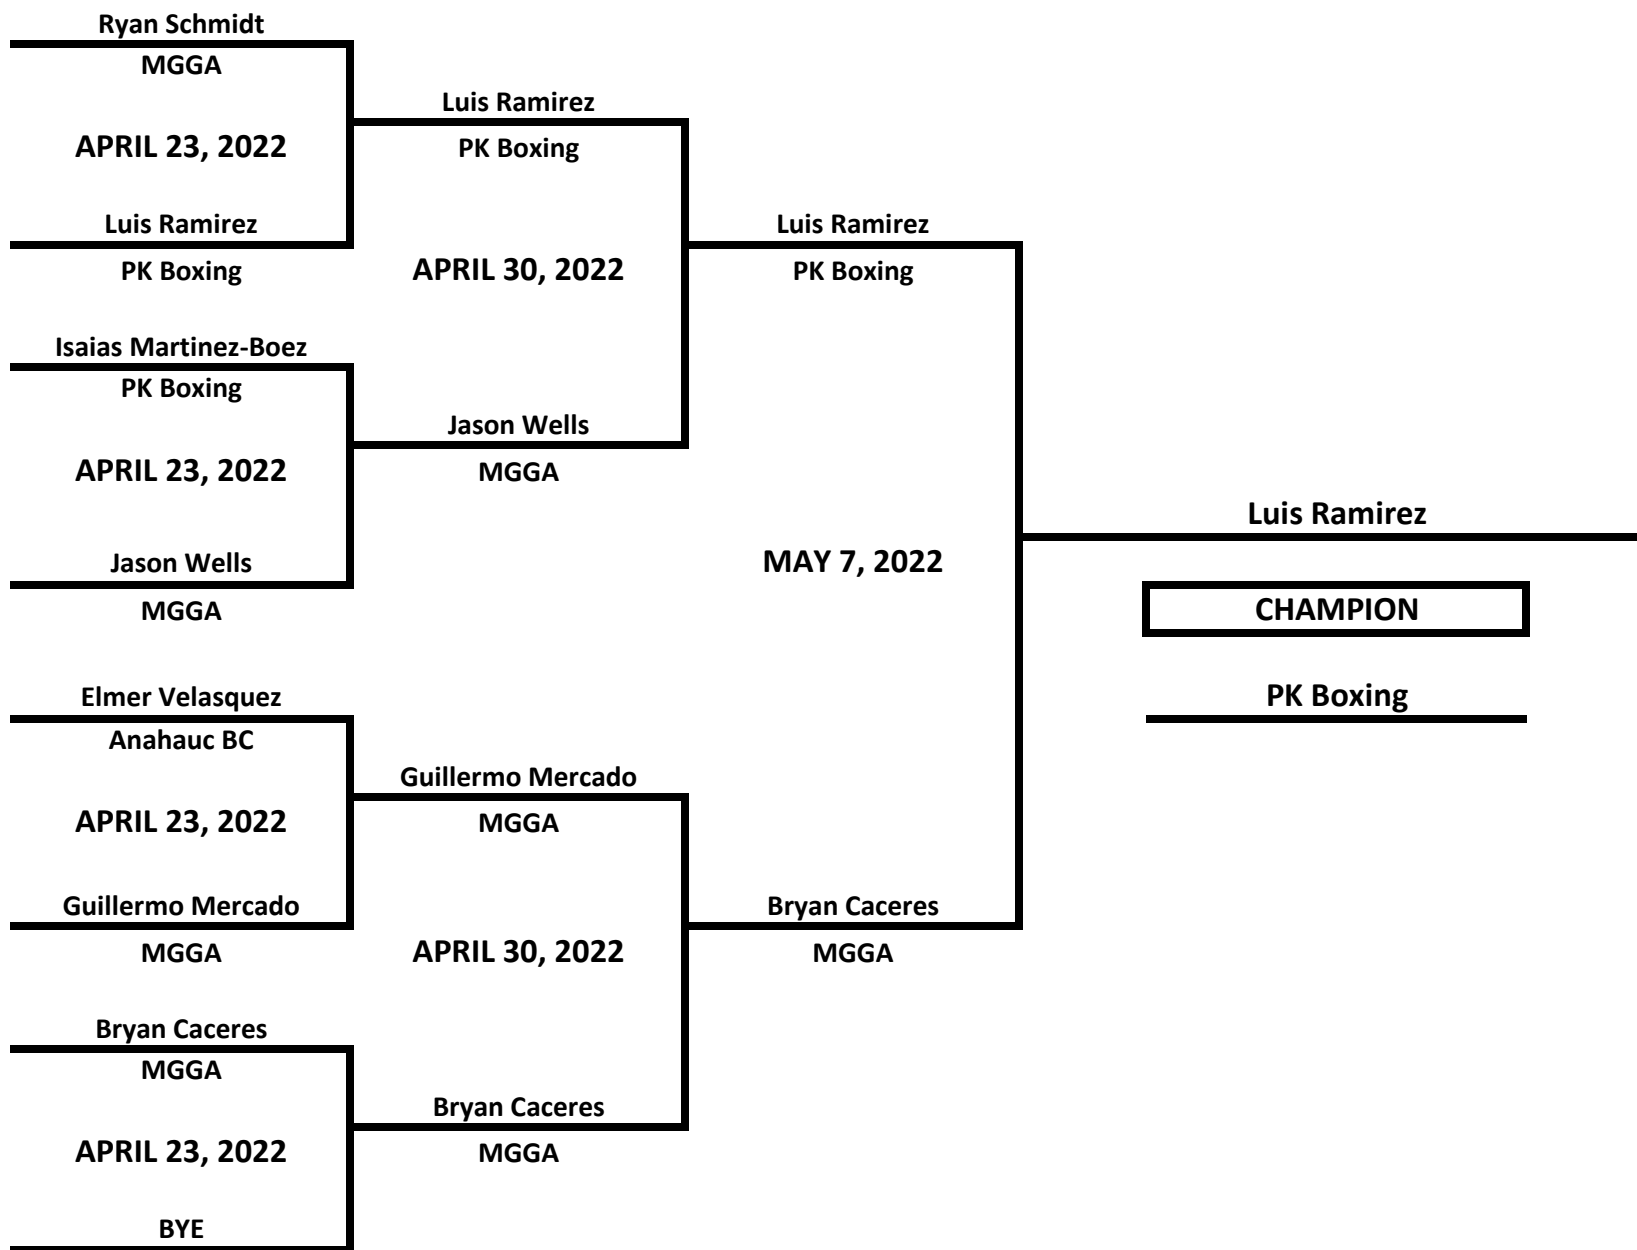 Ryan Schmidt
MGGA
APRIL 23, 2022
Luis Ramirez
PK Boxing
Isaias Martinez-Boez
PK Boxing
APRIL 23, 2022
Jason Wells
MGGA
Elmer Velasquez
Anahauc BC
APRIL 23, 2022
Guillermo Mercado
MGGA
Bryan Caceres
MGGA
APRIL 23, 2022
BYE
Luis Ramirez
PK Boxing
APRIL 30, 2022
Jason Wells
MGGA
Guillermo Mercado
MGGA
APRIL 30, 2022
Bryan Caceres
MGGA
Luis Ramirez
PK Boxing
MAY 7, 2022
Bryan Caceres
MGGA
Luis Ramirez
CHAMPION
PK Boxing